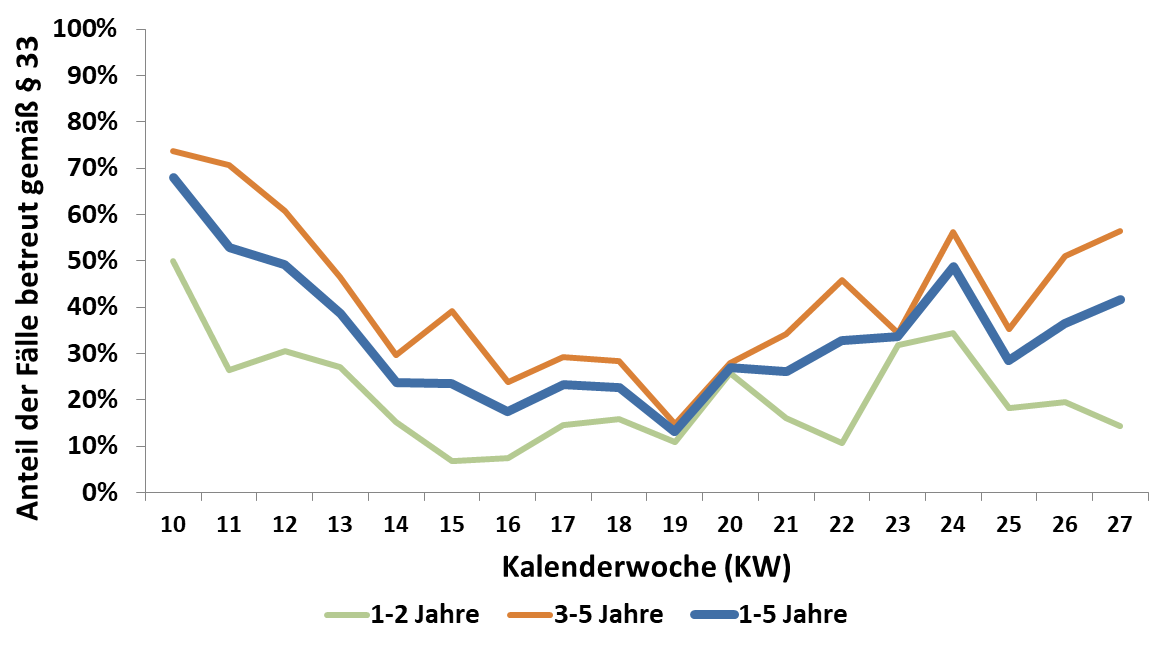 Anteil der Fälle betreut gemäß § 33
100%
90%
80%
70%
60%
50%
40%
30%
20%
10%
0%
10 11 12 13 14 15 16 17 18 19 20 21 22 23 24 25 26 27
Kalenderwoche (KW)
1-2 Jahre 3-5 Jahre 1-5 Jahre